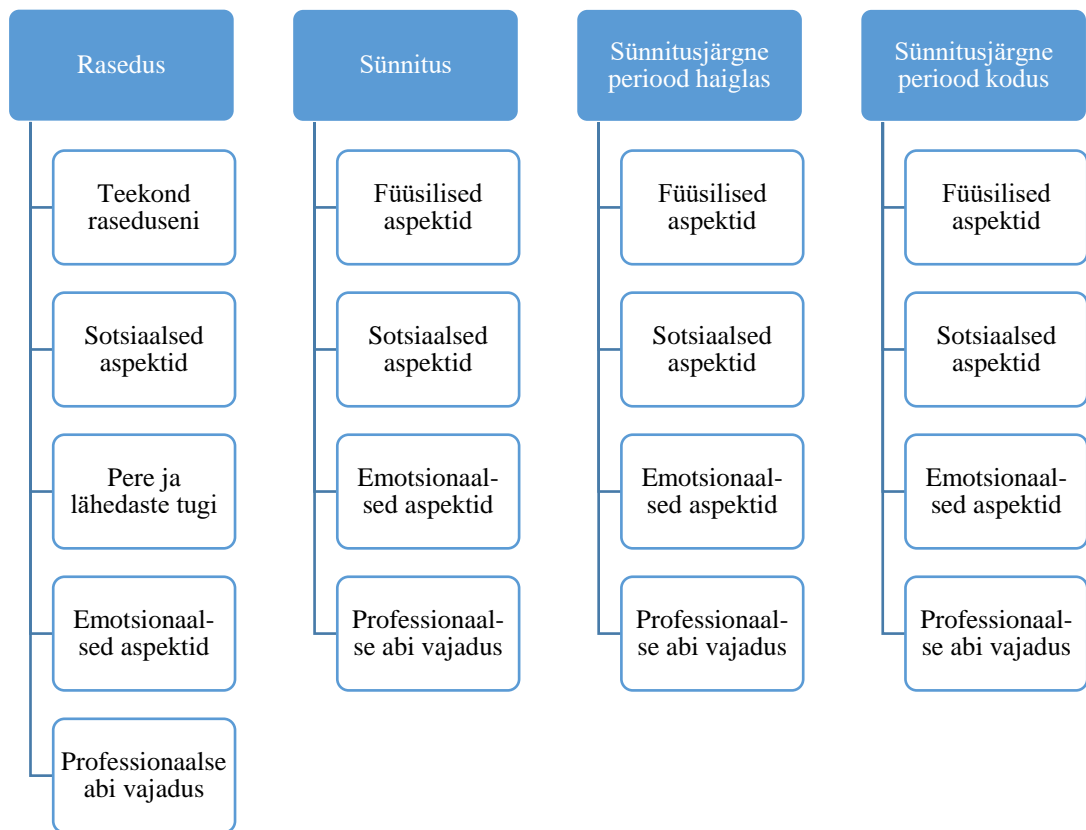 Rasedus
Teekond
raseduseni
Sotsiaalsed
aspektid
Pere ja
lähedaste tugi
Emotsionaal-
sed aspektid
Professionaalse
abi vajadus
Sünnitus
Füüsilised
aspektid
Sotsiaalsed
aspektid
Emotsionaal-
sed aspektid
Professionaal-
se abi vajadus
Sünnitusjärgne
periood haiglas
Füüsilised
aspektid
Sotsiaalsed
aspektid
Emotsionaal-
sed aspektid
Professionaal-
se abi vajadus
Sünnitusjärgne
periood kodus
Füüsilised
aspektid
Sotsiaalsed
aspektid
Emotsionaal-
sed aspektid
Professionaal-
se abi vajadus